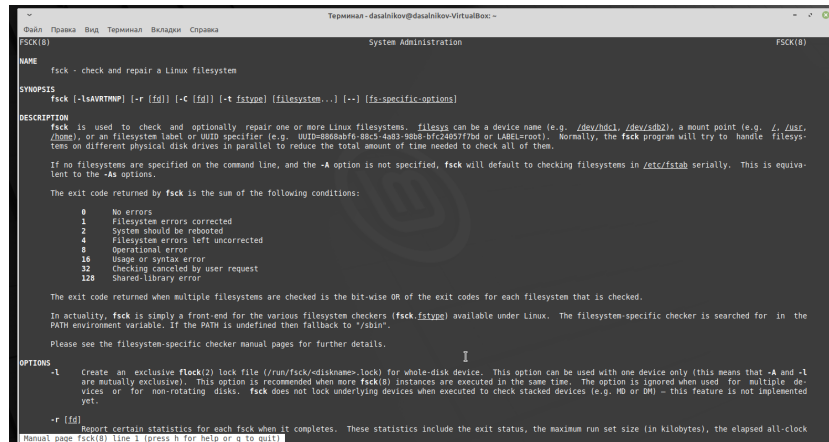 Терминал - dasalnikov@dasalnikov-VirtualBox: ~
Файл Правка Вид Терминал Вкладки Справка
FSCK(8) System Administration FSCK(8)
NAME
fsck - check and repair a Linux filesystem
SYNOPSIS
fsck [-lsAVRTMNP] [-r [fd]] [-C [fd]] [-t fstype] [filesystem...] [--] [fs-specific-options]
DESCRIPTION
fsck is used to check and optionally repair one or more Linux filesystems. filesys can be a device name (e.g. /dev/hdc1, /dev/sdb2), a mount point (e.g. /, /usr,
/home), or an filesystem label or UUID specifier (e.g. UUID=8868abf6-88c5-4a83-98b8-bfc24057f7bd or LABEL=root). Normally, the fsck program will try to handle filesys-
tems on different physical disk drives in parallel to reduce the total amount of time needed to check all of them.
If no filesystems are specified on the command line, and the -A option is not specified, fsck will default to checking filesystems in /etc/fstab serially. This is equiva-
lent to the -As options.
The exit code returned by fsck is the sum of the following conditions:
0 No errors
1 Filesystem errors corrected
2 System should be rebooted
4 Filesystem errors left uncorrected
8 Operational error
16 Usage or syntax error
32 Checking canceled by user request
128 Shared-library error
The exit code returned when multiple filesystems are checked is the bit-wise OR of the exit codes for each filesystem that is checked.
In actuality, fsck is simply a front-end for the various filesystem checkers (fsck.fstype) available under Linux. The filesystem-specific checker is searched for in the
PATH environment variable. If the PATH is undefined then fallback to "/sbin".
Please see the filesystem-specific checker manual pages for further details.
OPTIONS
-l Create an exclusive flock(2) lock file (/run/fsck/<diskname>.lock) for whole-disk device. This option can be used with one device only (this means that -A and -l
are mutually exclusive). This option is recommended when more fsck(8) instances are executed in the same time. The option is ignored when used for multiple de-
vices or for non-rotating disks. fsck does not lock underlying devices when executed to check stacked devices (e.g. MD or DM) – this feature is not implemented
yet.
-r [fd]
Report certain statistics for each fsck when it completes. These statistics include the exit status, the maximum run set size (in kilobytes), the elapsed all-clock
Manual page fsck(8) line 1 (press h for help or q to quit)